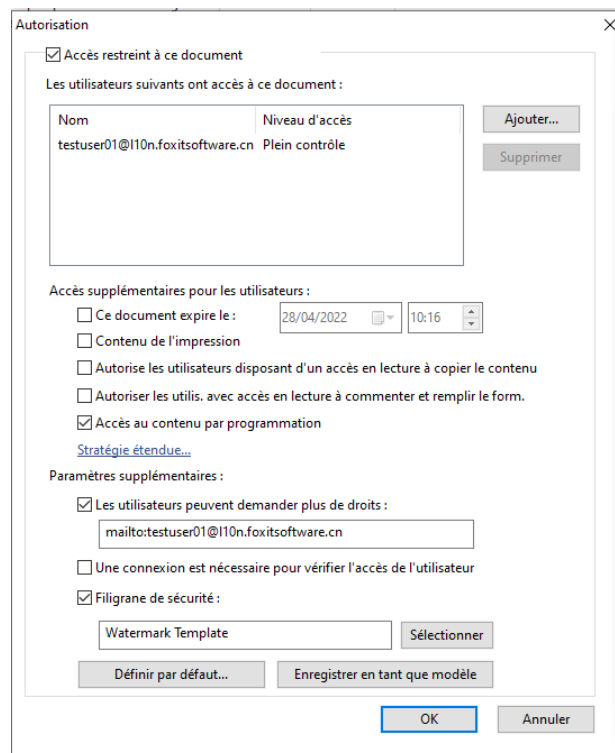 Autorisation
Accès restreint à ce document
Les utilisateurs suivants ont accès à ce document :
Nom Niveau d'accès
testuser01@l10n.foxitsoftware.cn Plein contrôle
Ajouter...
Supprimer
Accès supplémentaires pour les utilisateurs :
Ce document expire le : 28/04/2022 10:16
Contenu de l'impression
Autorise les utilisateurs disposant d'un accès en lecture à copier le contenu
Autoriser les utilis. avec accès en lecture à commenter et remplir le form.
Accès au contenu par programmation
Stratégie étendue...
Paramètres supplémentaires :
Les utilisateurs peuvent demander plus de droits :
mailto:testuser01@l10n.foxitsoftware.cn
Une connexion est nécessaire pour vérifier l'accès de l'utilisateur
Filigrane de sécurité :
Watermark Template Sélectionner
Définir par défaut... Enregistrer en tant que modèle
OK Annuler